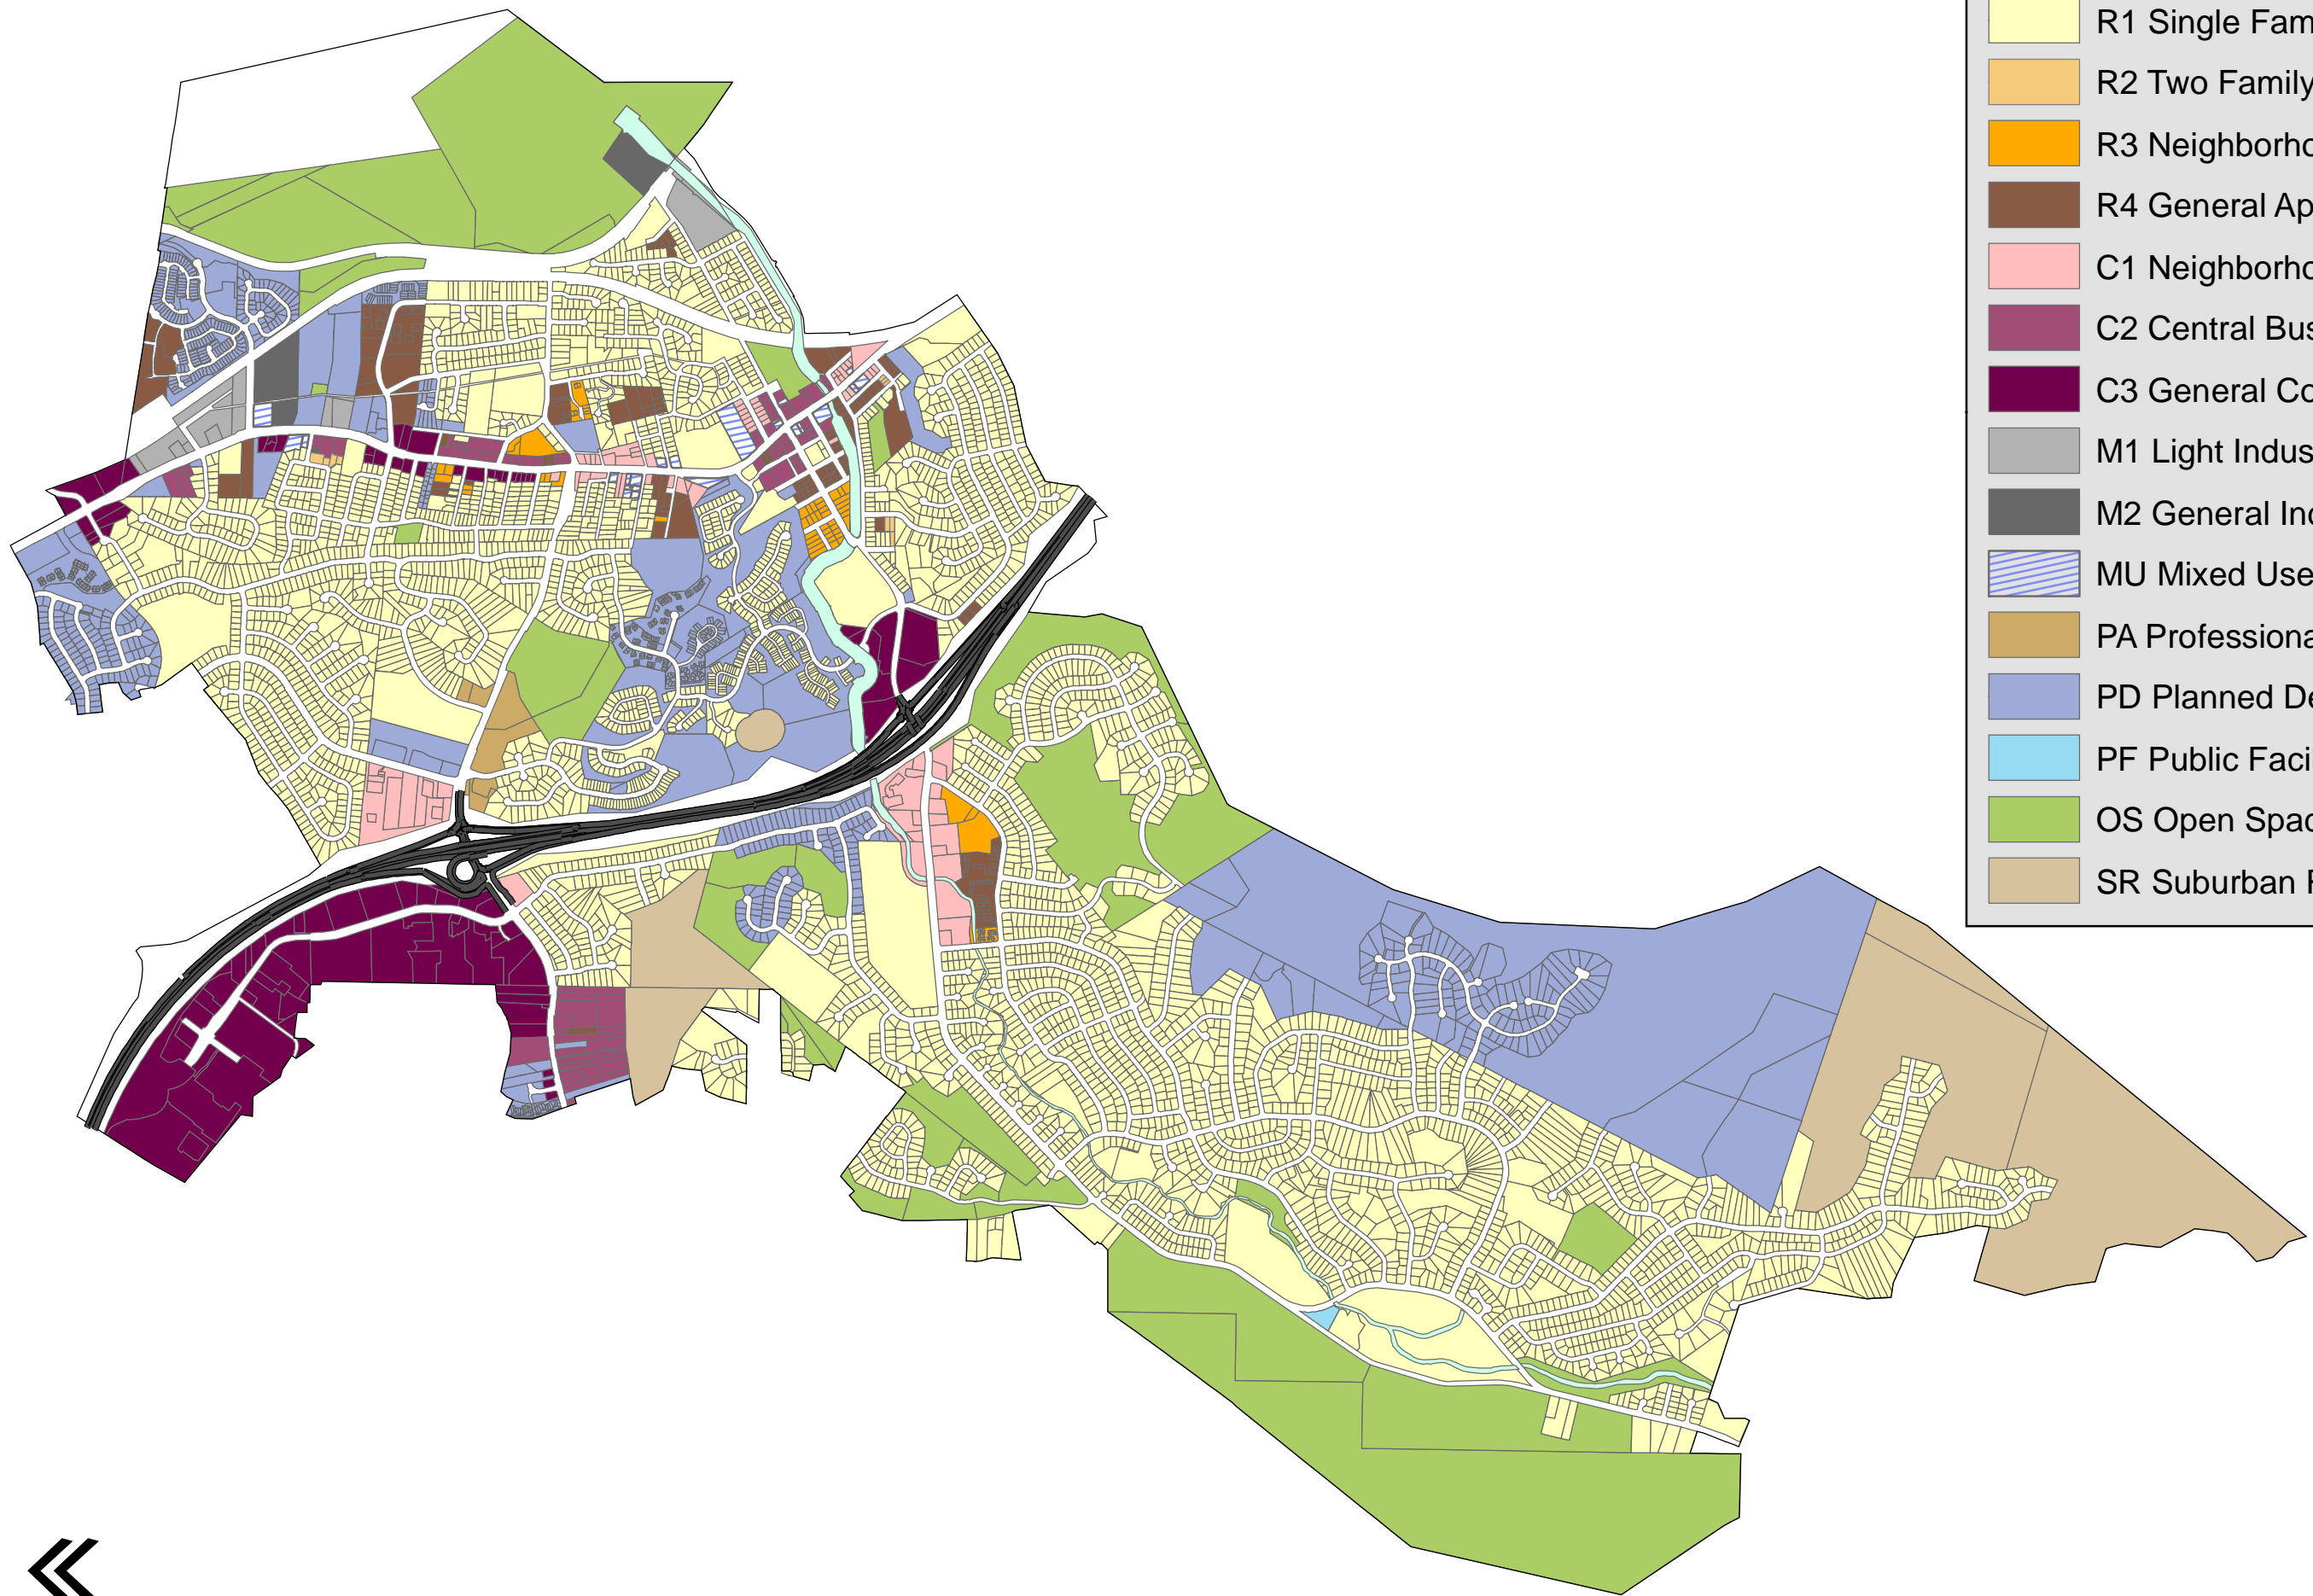 R1 Single Fam
R2 Two Family
R3
R4 General Ap
C1
C2 Central Bus
C3 General Co
M1 Light Indus
M2 General Ind
MU Mixed Use
PA Professiona
PD Planned De
PF Public Faci
OS Open Spac
SR Suburban